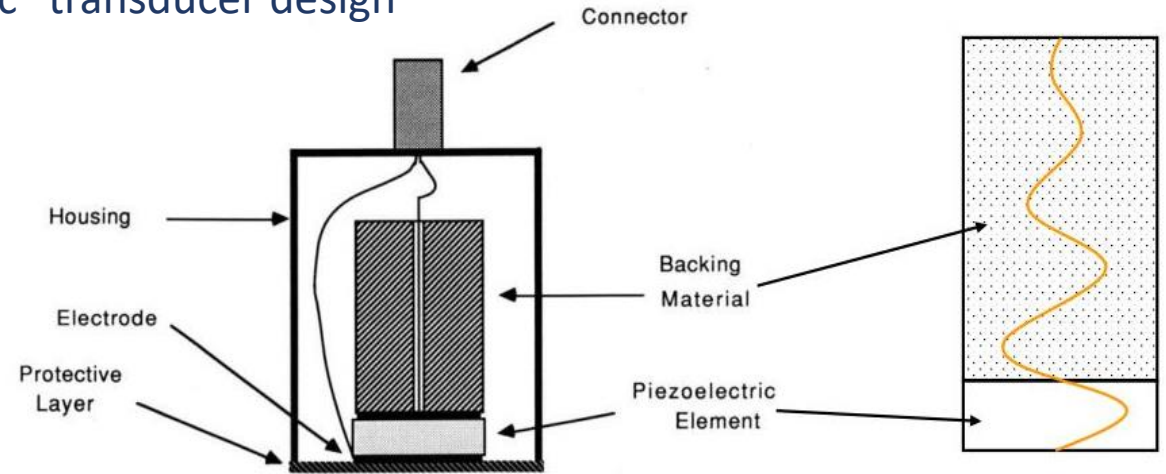 transducer design
Connector
Housing
Backing
Material
Electrode
Protective
Layer
Piezoelectric
Element